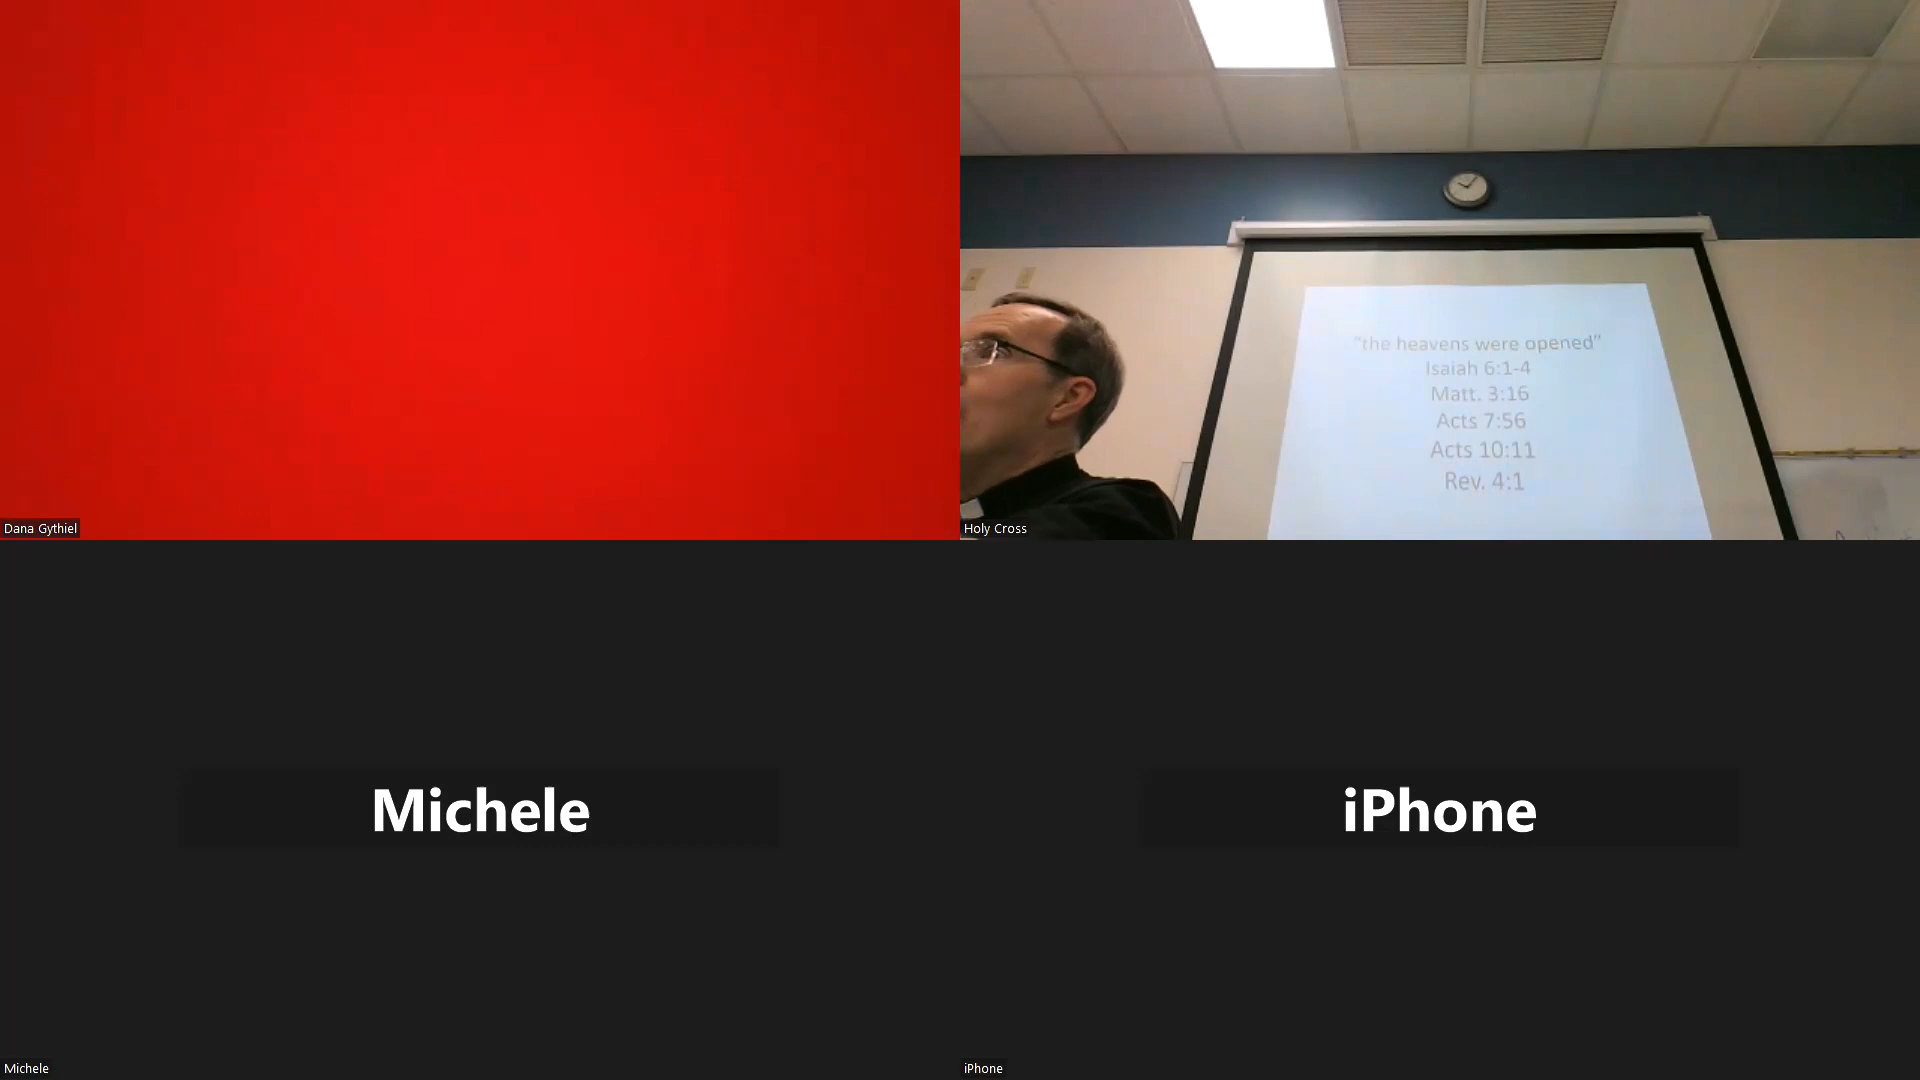 Dana Gythiel
"the heavens were opened"
Isaiah 6:1-4
Matt. 3:16
Acts 7:56
Acts 10:11
Rev. 4:1
Holy Cross
Michele
iPhone
Michele
iPhone